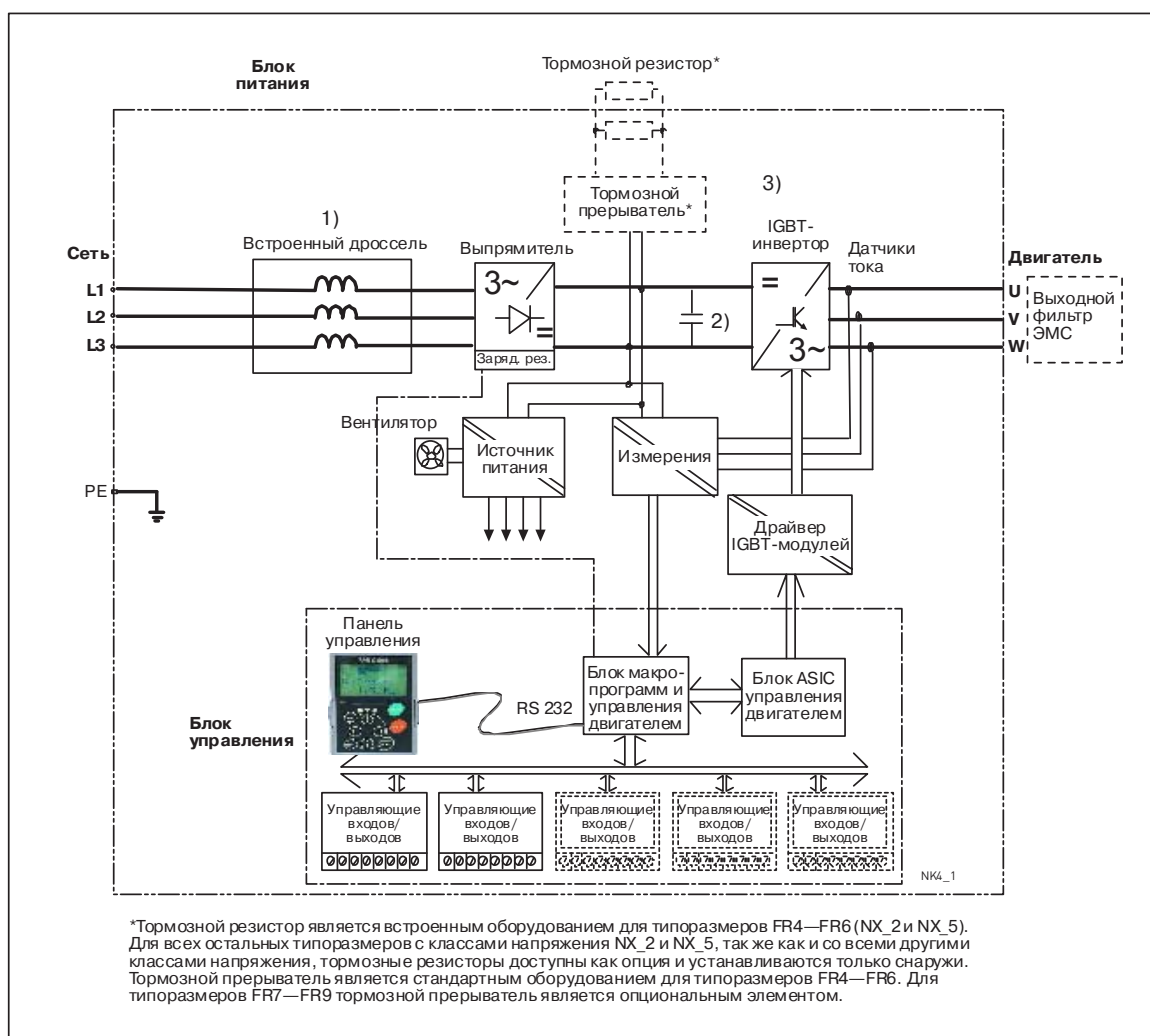 Блок
питания
Тормозной резистор*
Тормозной
прерыватель*
1)
Встроенный дроссель
Выпрямитель
3~
=
Заряд. рез.
2)
3)
IGBT-
инвертор
=
3~
Датчики
тока
Сеть
L1
L2
L3
Двигатель
U
V
W
Выходной
фильтр
ЭМС
Вентилятор
Источник
питания
Измерения
PE
Драйвер
IGBT-модулей
Панель
управления
RS 232
Блок макро-
программ и
управления
двигателем
Блок ASIC
управления
двигателем
Блок
управления
Управляющие
входов/
выходов
Управляющие
входов/
выходов
Управляющие
входов/
выходов
Управляющие
входов/
выходов
Управляющие
входов/
выходов
NK4_1
*Тормозной резистор является встроенным оборудованием для типоразмеров FR4—FR6 (NX_2 и NX_5).
Для всех остальных типоразмеров с классами напряжения NX_2 и NX_5, так же как и со всеми другими
классами напряжения, тормозные резисторы доступны как опция и устанавливаются только снаружи.
Тормозной прерыватель является стандартным оборудованием для типоразмеров FR4—FR6. Для
типоразмеров FR7—FR9 тормозной прерыватель является опциональным элементом.